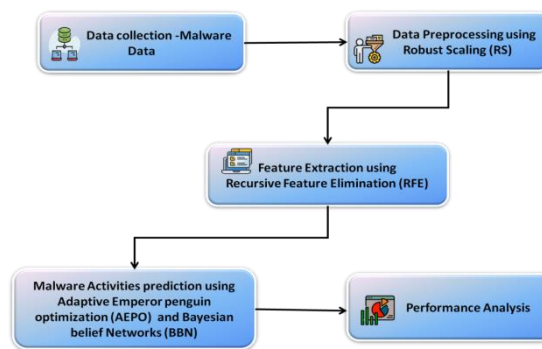 Data collection -Malware
Data
Data Preprocessing using
Robust Scaling (RS)
Feature Extraction using
Recursive Feature Elimination (RFE)
Malware Activities prediction using
Adaptive Emperor penguin
optimization (AEPO) and Bayesian
belief Networks (BBN)
Performance Analysis